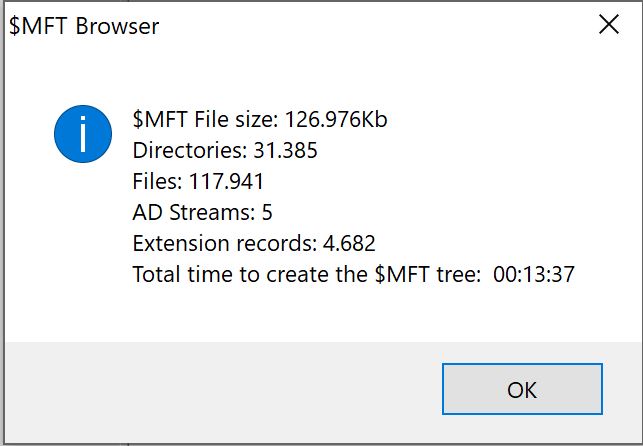 $MFT Browser
$MFT File size: 126.976Kb
Directories: 31.385
Files: 117.941
AD Streams: 5
Extension records: 4.682
Total time to create the $MFT tree:  00:13:37
OK